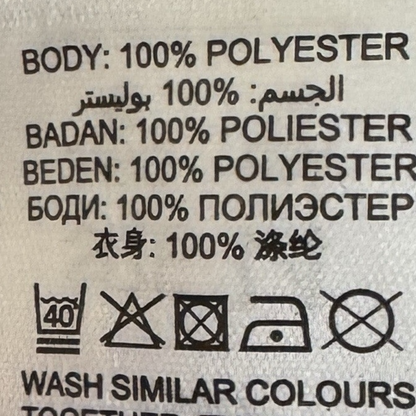 BODY: 100% POLYESTER
الجسم: 100% بوليستر
BADAN: 100% POLIESTER
BEDEN: 100% POLYESTER
БОДИ: 100% ПОЛИЭСТЕР
衣身: 100% 涤纶
40
WASH SIMILAR COLOURS